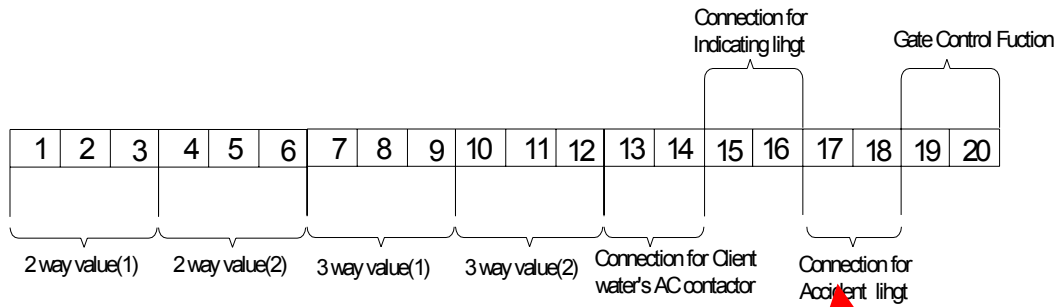 Connection for
Indicating lihgt
Gate Control Fuction
1 2 3 4 5 6 7 8 9 10 11 12 13 14 15 16 17 18 19 20
2 way value(1)
2 way value(2)
3 way value(1)
3 way value(2)
Connection for Client
water's AC contactor
Connection for
Accident lihgt